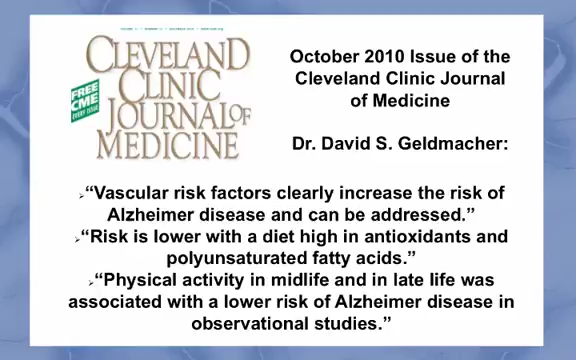 CLEVELAND
CLINIC
JOURNAL OF
MEDICINE
FREE
CME
EVERY ISSUE
October 2010 Issue of the
Cleveland Clinic Journal
of Medicine
Dr. David S. Geldmacher:
➢“Vascular risk factors clearly increase the risk of
Alzheimer disease and can be addressed.”
➢“Risk is lower with a diet high in antioxidants and
polyunsaturated fatty acids.”
➢“Physical activity in midlife and in late life was
associated with a lower risk of Alzheimer disease in
observational studies.”